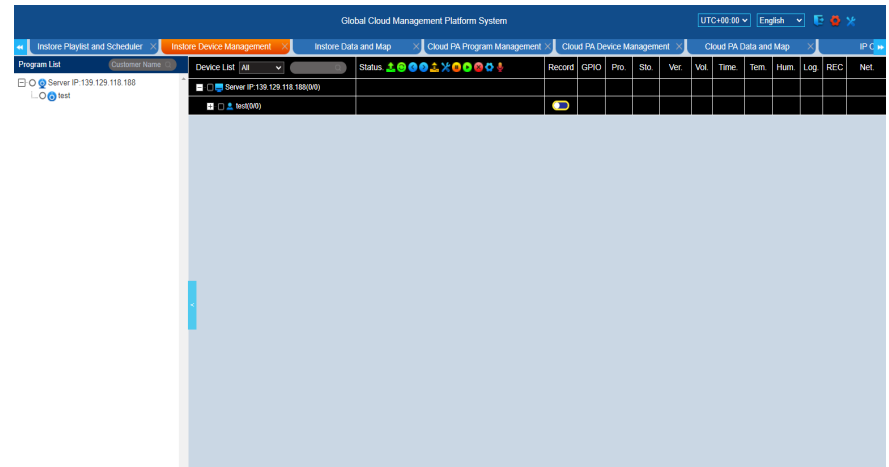 Global Cloud Management Platform System
UTC+00:00 English
Instore Playlist and Scheduler Instore Device Management Instore Data and Map Cloud PA Program Management Cloud PA Device Management Cloud PA Data and Map IP C
Program List Customer Name Device List All Status Record GPIO Pro. Sto. Ver. Vol. Time. Tem. Hum. Log. REC Net.
Server IP:139.129.118.188 Server IP:139.129.118.188(0/0)
test test(0/0)